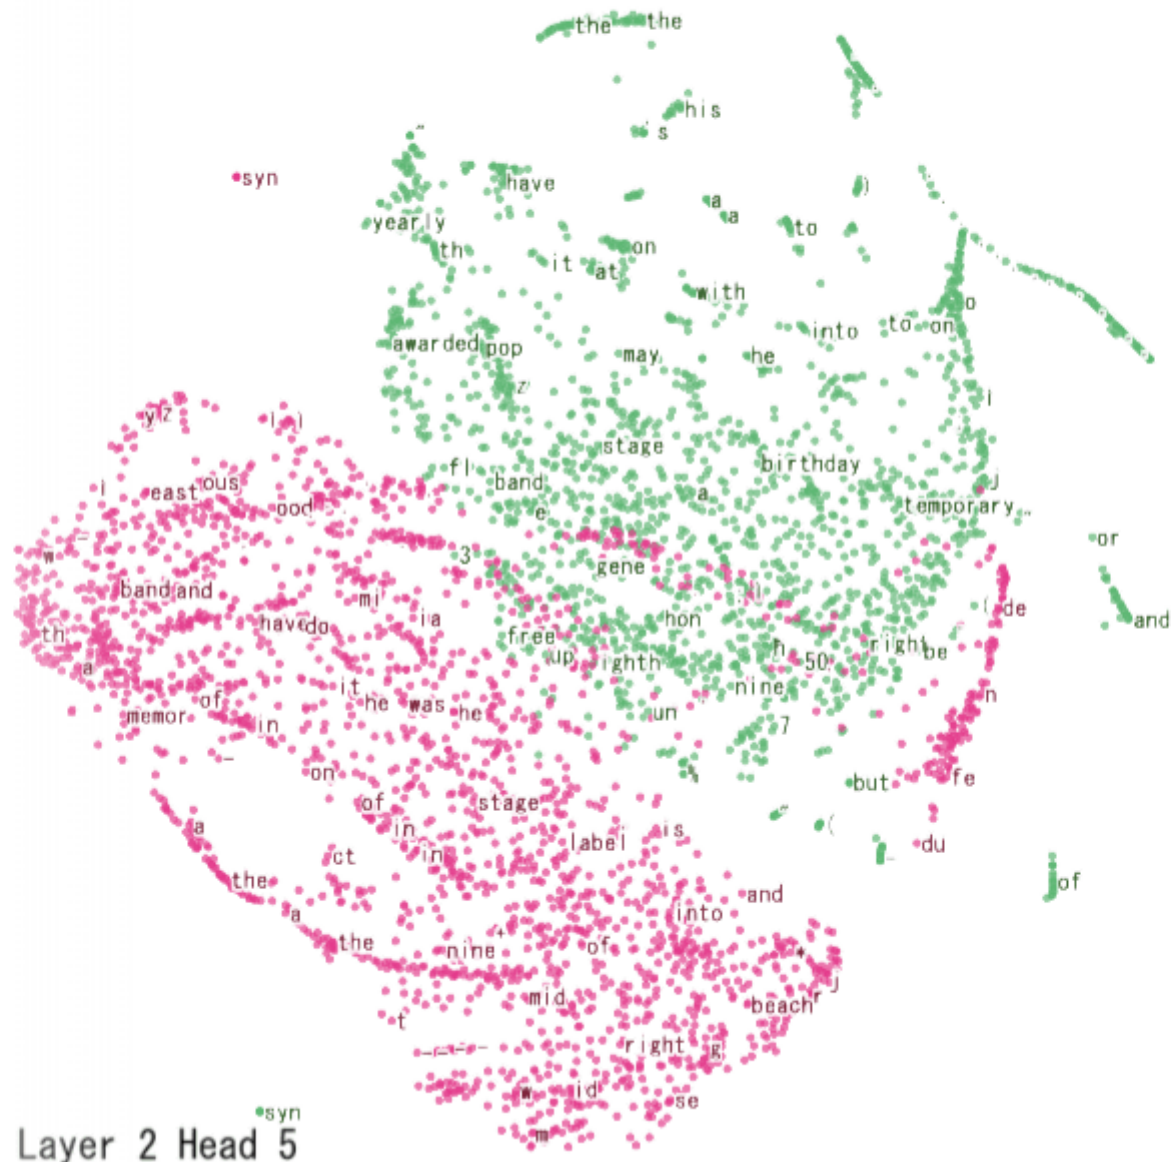 the the
his
's
syn
have
a
a
yearly
to
th
on
it at
with
into
to on o
awarded pop
may
he
z
i
yz
stage
birthday
fl
band
a
j
i
east ous
ood
e
temporary
w
3
or
gene
band and
mi
(
de
ia
hon
and
th
have do
free
h
right
be
a
up
ighth
50
it
nine
n
memor
of
he
was
he
un
in
7
on
but
fe
of
stage
(
in
label
is
du
ct
in
the
a
of
a
and
into
the
nine
+
of
mid
beach
r
j
t
right
g
w
id
se
syn
m
Layer 2 Head 5